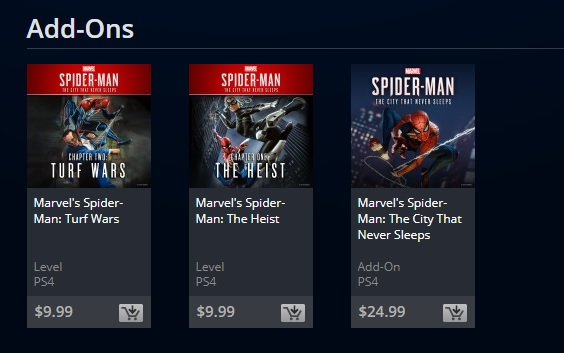 Add-Ons
MARVEL
SPIDER-MAN
THE CITY THAT NEVER SLEEPS
CHAPTER TWO:
TURF WARS
Marvel's Spider-
Man: Turf Wars
Level
PS4
$9.99
MARVEL
SPIDER-MAN
THE CITY THAT NEVER SLEEPS
CHAPTER ONE:
THE HEIST
Marvel's Spider-
Man: The Heist
Level
PS4
$9.99
MARVEL
SPIDER-MAN
THE CITY THAT NEVER SLEEPS
Marvel's Spider-
Man: The City That
Never Sleeps
Add-On
PS4
$24.99